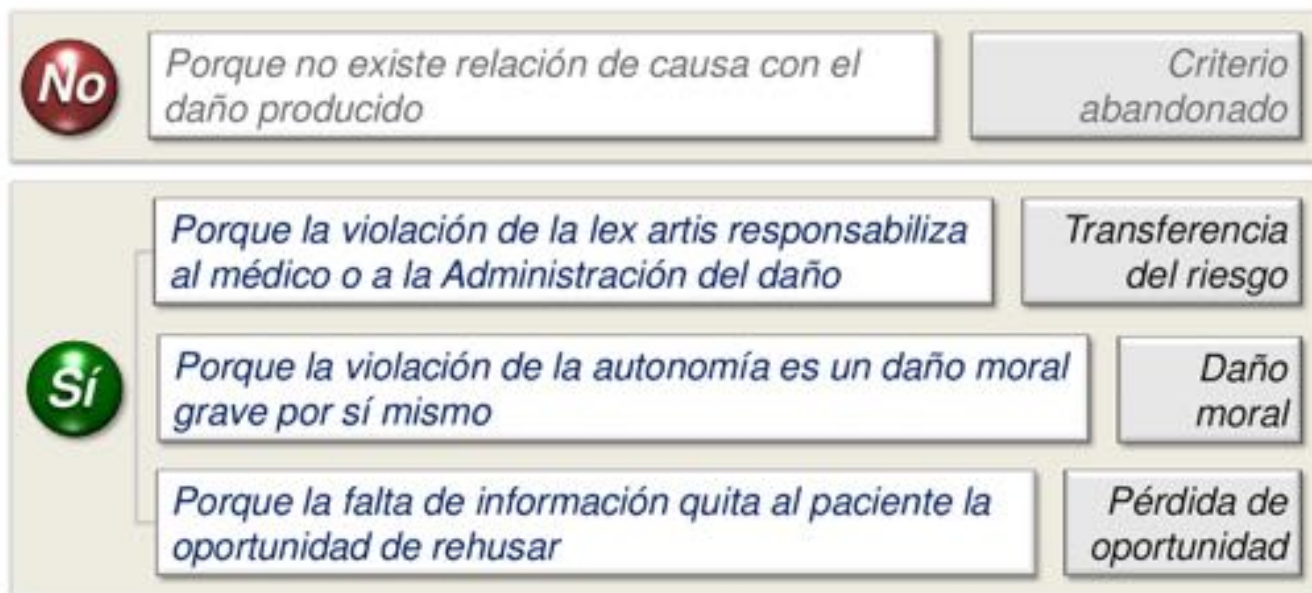 No
Porque no existe relación de causa con el
daño producido
Criterio
abandonado
Sí
Porque la violación de la lex artis responsabiliza
al médico o a la Administración del daño
Transferencia
del riesgo
Porque la violación de la autonomía es un daño moral
grave por sí mismo
Daño
moral
Porque la falta de información quita al paciente la
oportunidad de rehusar
Pérdida de
oportunidad